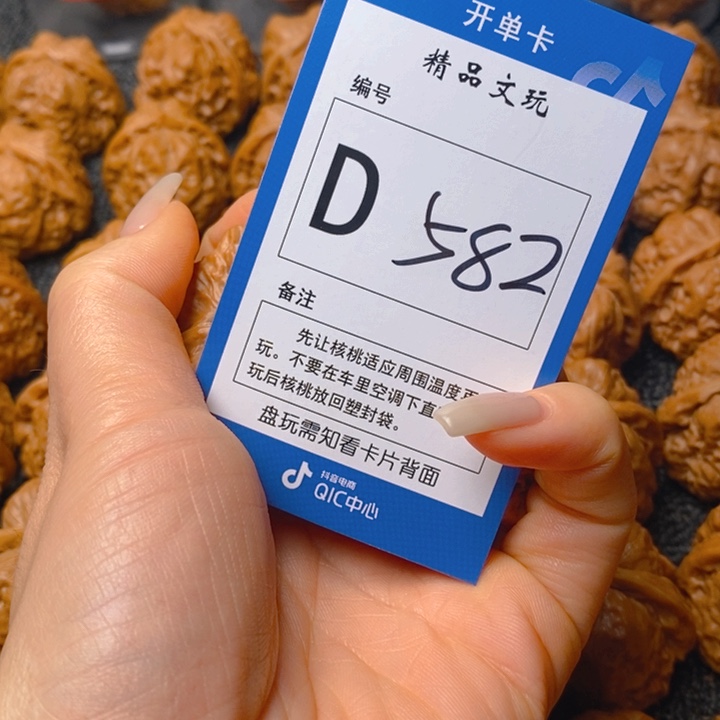 开单卡
精品文玩
编号
D 582
备注
先让核桃适应周围温度再
玩。不要在车里空调下直
玩后核桃放回塑封袋。
盘玩需知看卡片背面
抖音电商
QIC中心